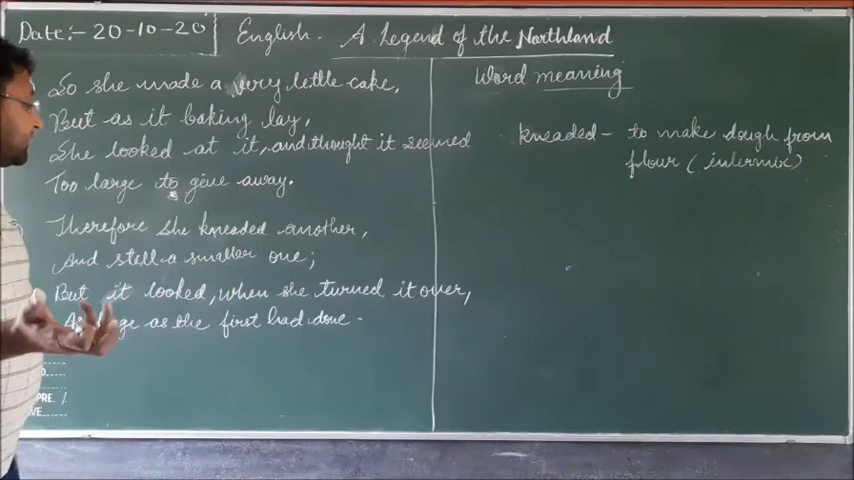 Date:- 20-10-20
English. A Legend of the Northland
So she made a very little cake,
But as it baking lay,
She looked at it, and thought it seemed
Too large to give away.
Therefore she kneaded another,
And still a smaller one;
But it looked, when she turned it over,
As large as the first had done.
Word meaning
kneaded - to make dough from
flour (intermix)
PRE.